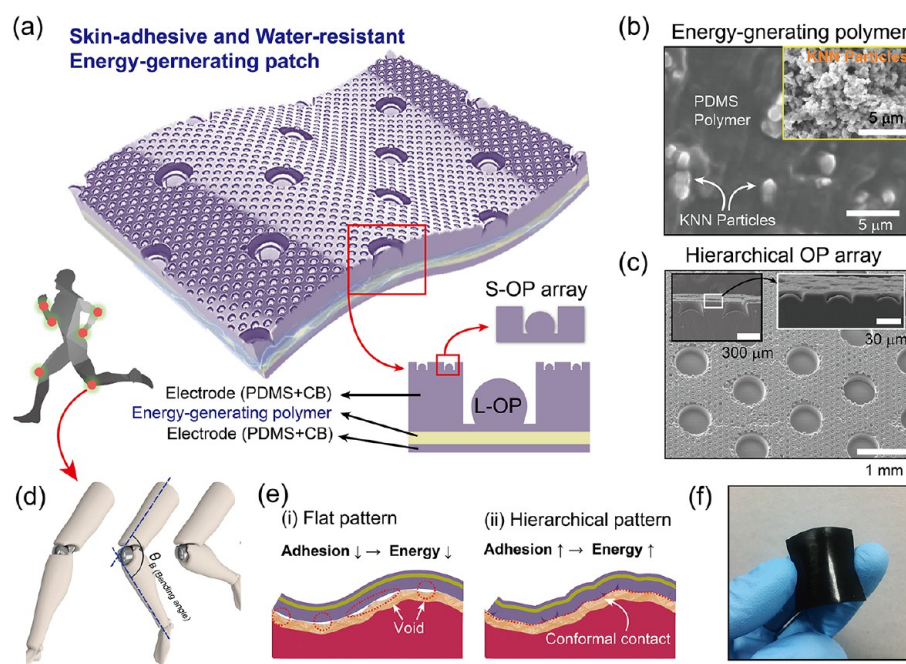 (a)
Skin-adhesive and Water-resistant
Energy-gernerating patch
S-OP array
L-OP
Electrode (PDMS+CB)
Energy-generating polymer
Electrode (PDMS+CB)
(b)
Energy-gnerating polymer
KNN Particles
5 μm
PDMS
Polymer
KNN Particles
5 μm
(c)
Hierarchical OP array
300 μm
30 μm
1 mm
(d)
θ
B (Bending angle)
(e)
(i) Flat pattern
Adhesion ↓ → Energy ↓
Void
(ii) Hierarchical pattern
Adhesion ↑ → Energy ↑
Conformal contact
(f)